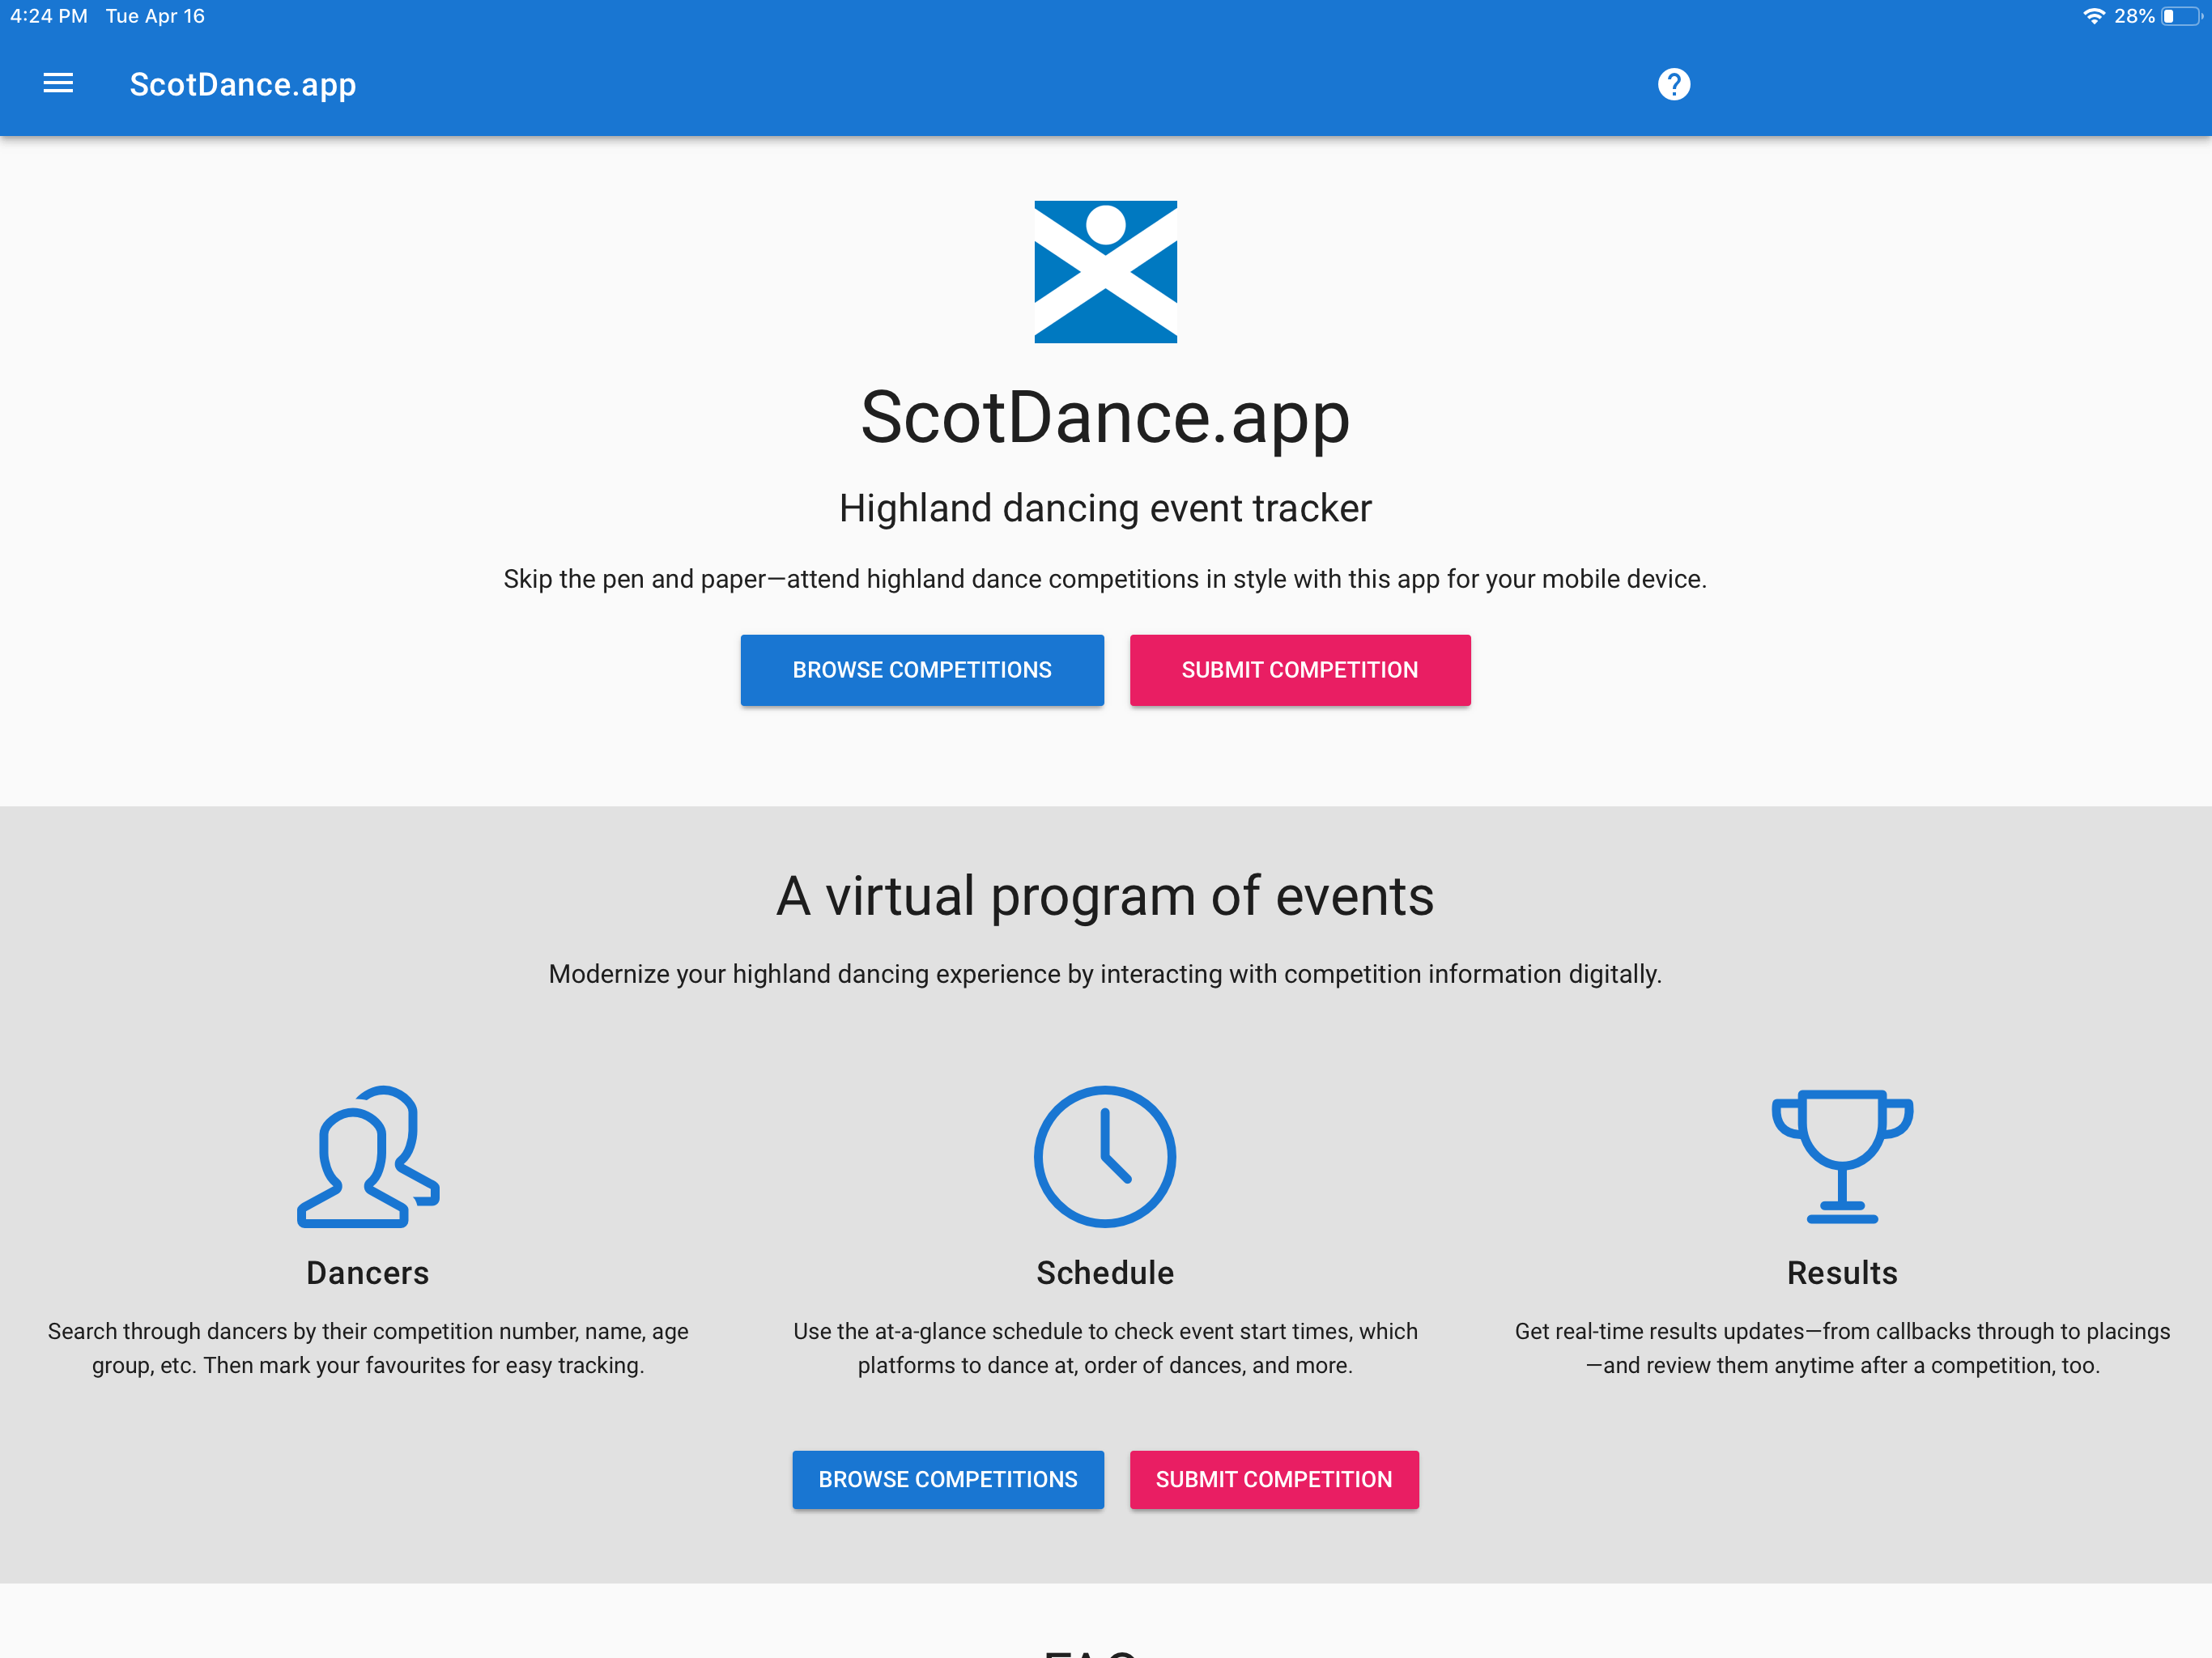 4:24 PM Tue Apr 16 28%
ScotDance.app
ScotDance.app
Highland dancing event tracker
Skip the pen and paper—attend highland dance competitions in style with this app for your mobile device.
BROWSE COMPETITIONS SUBMIT COMPETITION
A virtual program of events
Modernize your highland dancing experience by interacting with competition information digitally.
Dancers
Search through dancers by their competition number, name, age
group, etc. Then mark your favourites for easy tracking.
Schedule
Use the at-a-glance schedule to check event start times, which
platforms to dance at, order of dances, and more.
Results
Get real-time results updates—from callbacks through to placings
—and review them anytime after a competition, too.
BROWSE COMPETITIONS SUBMIT COMPETITION
FAQ